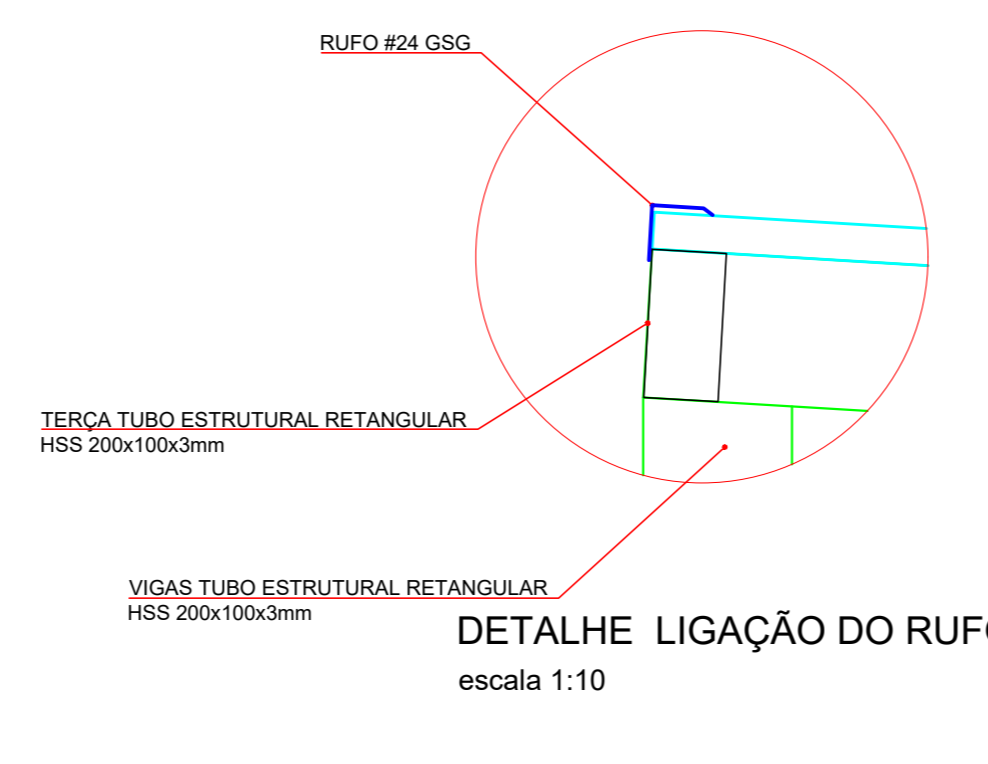 RUFO #24 GSG
TERÇA TUBO ESTRUTURAL RETANGULAR
HSS 200x100x3mm
VIGAS TUBO ESTRUTURAL RETANGULAR
HSS 200x100x3mm
DETALHE LIGAÇÃO DO RUFO
escala 1:10